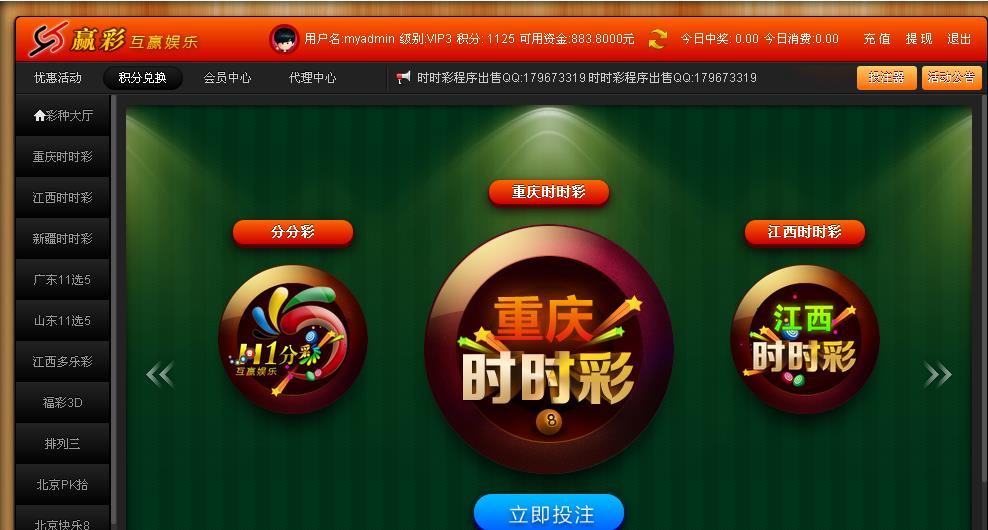 赢彩 互赢娱乐
用户名:myadmin 级别:VIP3 积分: 1125 可用资金:883.8000元
今日中奖: 0.00 今日消费:0.00
充值 提现 退出
优惠活动 积分兑换 会员中心 代理中心
时时彩程序出售QQ:179673319 时时彩程序出售QQ:179673319
投注器 活动公告
彩种大厅
重庆时时彩
江西时时彩
新疆时时彩
广东11选5
山东11选5
江西多乐彩
福彩3D
排列三
北京PK拾
北京快乐8
分分彩
分彩
互赢娱乐
重庆时时彩
重庆
时时彩
8
立即投注
江西时时彩
江西
时时彩